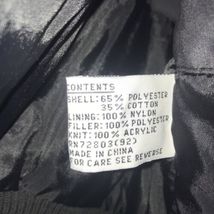 CONTENTS
SHELL: 65% POLYESTER
35% COTTON
LINING: 100% NYLON
FILLER: 100% POLYESTER
KNIT: 100% ACRYLIC
RN72803(92)
MADE IN CHINA
FOR CARE SEE REVERSE